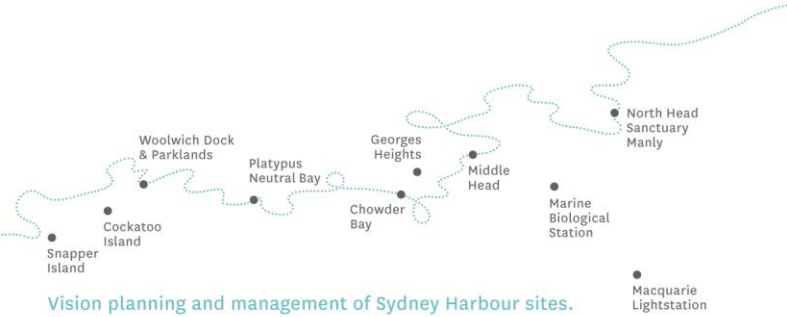 North Head
Sanctuary
Manly
Woolwich Dock
& Parklands
Georges
Heights
Platypus
Neutral Bay
Middle
Head
Chowder
Bay
Marine
Biological
Station
Cockatoo
Island
Snapper
Island
Macquarie
Lightstation
Vision planning and management of Sydney Harbour sites.